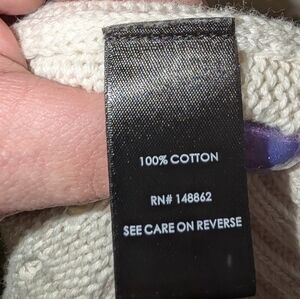 100% COTTON
RN# 148862
SEE CARE ON REVERSE